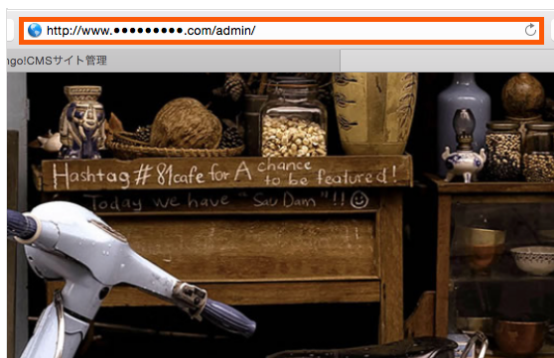 http://www.●●●●●●●●●.com/admin/
ngo!CMSサイト管理
Hashtag # 81cafe for A chance
to be featured!
Today we have "Sau Dam"!! ☺